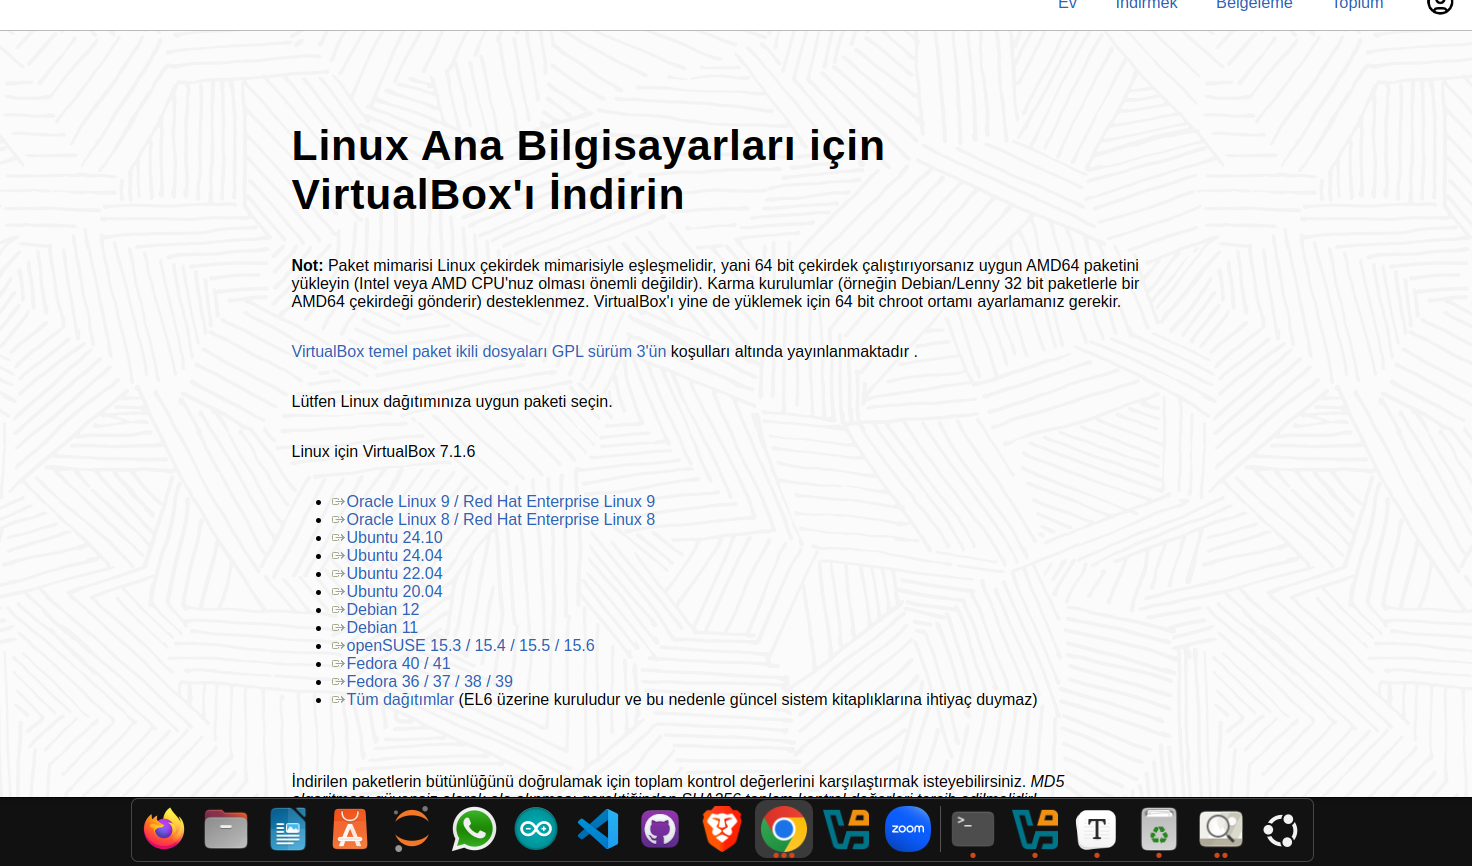 Ev İndirmek Belgeleme Toplum
Linux Ana Bilgisayarları için
VirtualBox'ı İndirin
Not: Paket mimarisi Linux çekirdek mimarisiyle eşleşmelidir, yani 64 bit çekirdek çalıştırıyorsanız uygun AMD64 paketini
yükleyin (Intel veya AMD CPU'nuz olması önemli değildir). Karma kurulumlar (örneğin Debian/Lenny 32 bit paketlerle bir
AMD64 çekirdeği gönderir) desteklenmez. VirtualBox'ı yine de yüklemek için 64 bit chroot ortamı ayarlamanız gerekir.
VirtualBox temel paket ikili dosyaları GPL sürüm 3'ün koşulları altında yayınlanmaktadır .
Lütfen Linux dağıtımınıza uygun paketi seçin.
Linux için VirtualBox 7.1.6
Oracle Linux 9 / Red Hat Enterprise Linux 9
Oracle Linux 8 / Red Hat Enterprise Linux 8
Ubuntu 24.10
Ubuntu 24.04
Ubuntu 22.04
Ubuntu 20.04
Debian 12
Debian 11
openSUSE 15.3 / 15.4 / 15.5 / 15.6
Fedora 40 / 41
Fedora 36 / 37 / 38 / 39
Tüm dağıtımlar (EL6 üzerine kuruludur ve bu nedenle güncel sistem kitaplıklarına ihtiyaç duymaz)
İndirilen paketlerin bütünlüğünü doğrulamak için toplam kontrol değerlerini karşılaştırmak isteyebilirsiniz. MD5
zoom